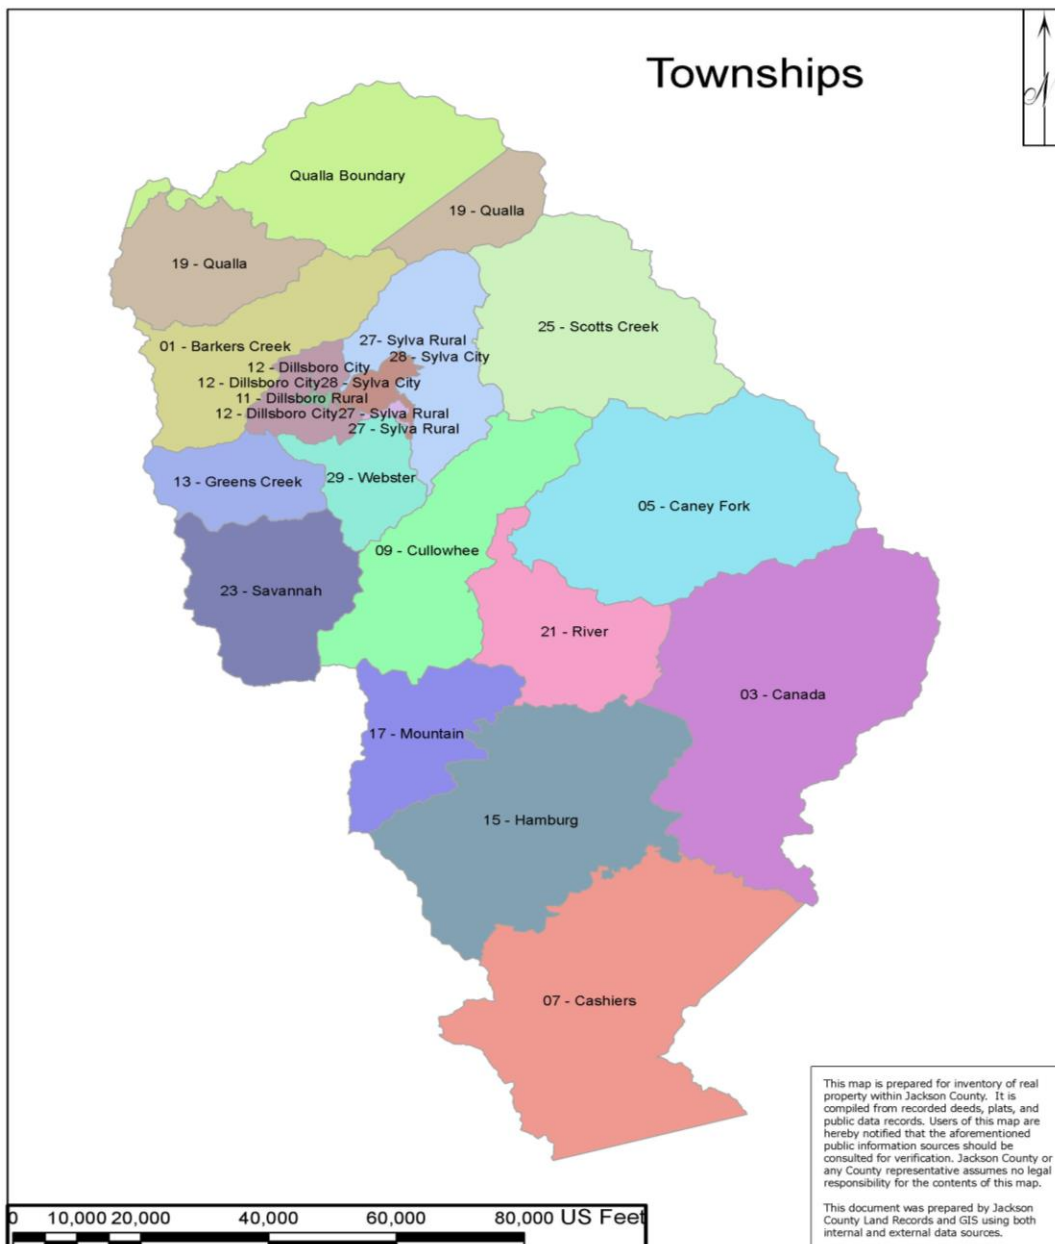 Townships
N
Qualla Boundary
19 - Qualla
19 - Qualla
25 - Scotts Creek
27- Sylva Rural
01 - Barkers Creek
28 - Sylva City
12 - Dillsboro City
12 - Dillsboro City28 - Sylva City
11 - Dillsboro Rural
12 - Dillsboro City27 - Sylva Rural
27 - Sylva Rural
29 - Webster
13 - Greens Creek
05 - Caney Fork
09 - Cullowhee
23 - Savannah
21 - River
03 - Canada
17 - Mountain
15 - Hamburg
07 - Cashiers
This map is prepared for inventory of real
property within Jackson County. It is
compiled from recorded deeds, plats, and
public data records. Users of this map are
hereby notified that the aforementioned
public information sources should be
consulted for verification. Jackson County or
any County representative assumes no legal
responsibility for the contents of this map.
This document was prepared by Jackson
County Land Records and GIS using both
internal and external data sources.
0 10,000 20,000 40,000 60,000 80,000 US Feet